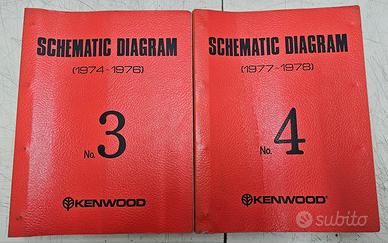 SCHEMATIC DIAGRAM
(1974-1976)
No. 3
KENWOOD
SCHEMATIC DIAGRAM
(1977-1978)
No. 4
KENWOOD
subito